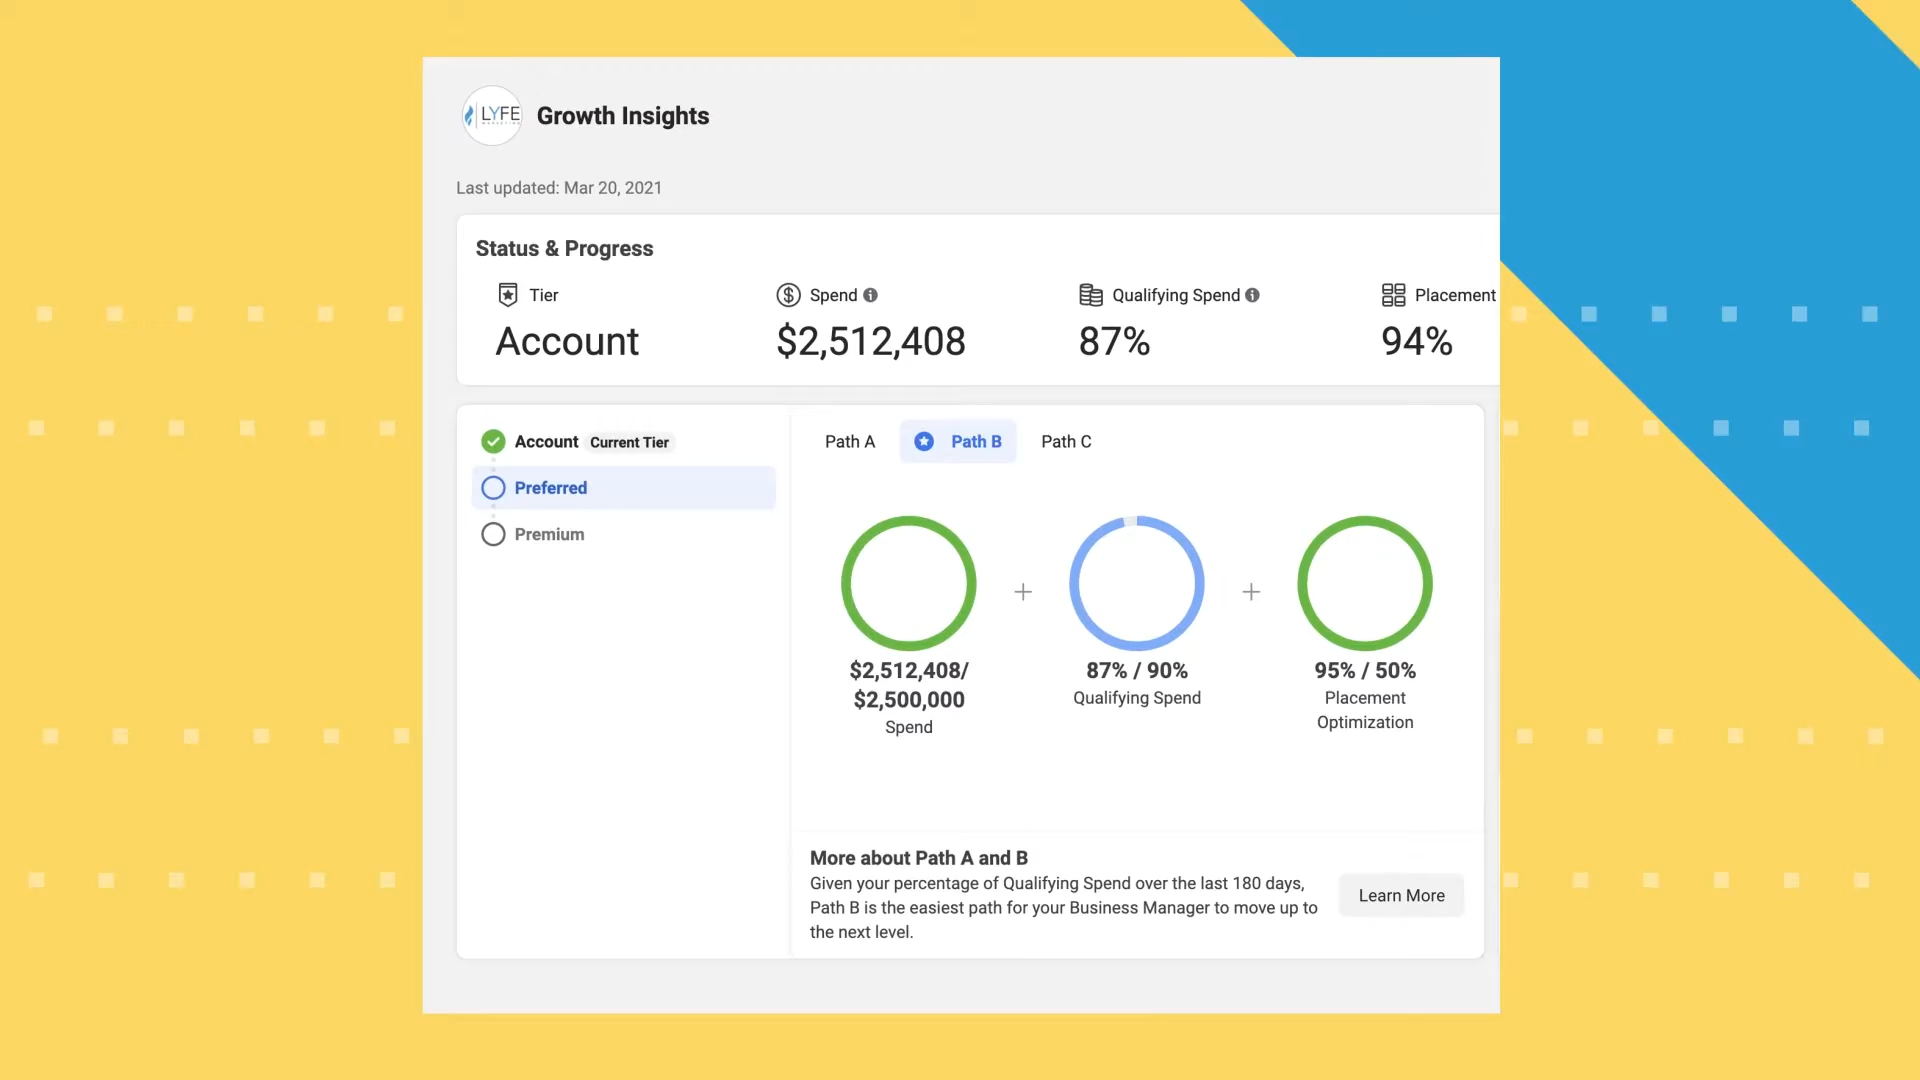 LYFE
Growth Insights
Last updated: Mar 20, 2021
Status & Progress
Tier
Spend
Qualifying Spend
Placement
Account
$2,512,408
87%
94%
Account Current Tier
Preferred
Premium
Path A
Path B
Path C
$2,512,408/
$2,500,000
Spend
87% / 90%
Qualifying Spend
95% / 50%
Placement
Optimization
More about Path A and B
Given your percentage of Qualifying Spend over the last 180 days,
Path B is the easiest path for your Business Manager to move up to
the next level.
Learn More